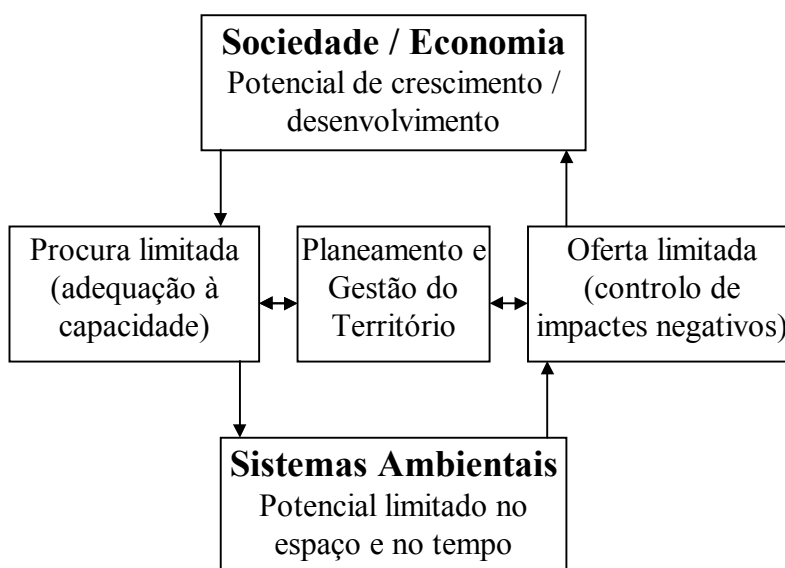 Sociedade / Economia
Potencial de crescimento /
desenvolvimento
Procura limitada
(adequação à
capacidade)
Planeamento e
Gestão do
Território
Oferta limitada
(controlo de
impactes negativos)
Sistemas Ambientais
Potencial limitado no
espaço e no tempo